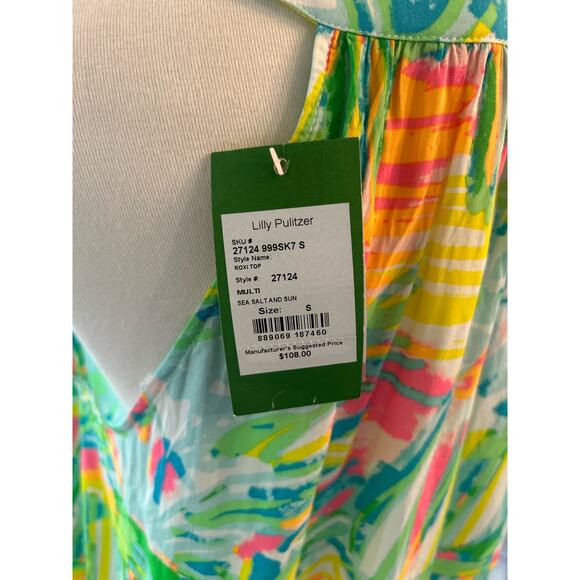 Lilly Pulitzer
SKU #
27124 999SK7 S
Style Name:
ROXI TOP
Style #: 27124
MULTI
SEA SALT AND SUN
Size: S
889069 187460
Manufacturer's Suggested Price
$108.00